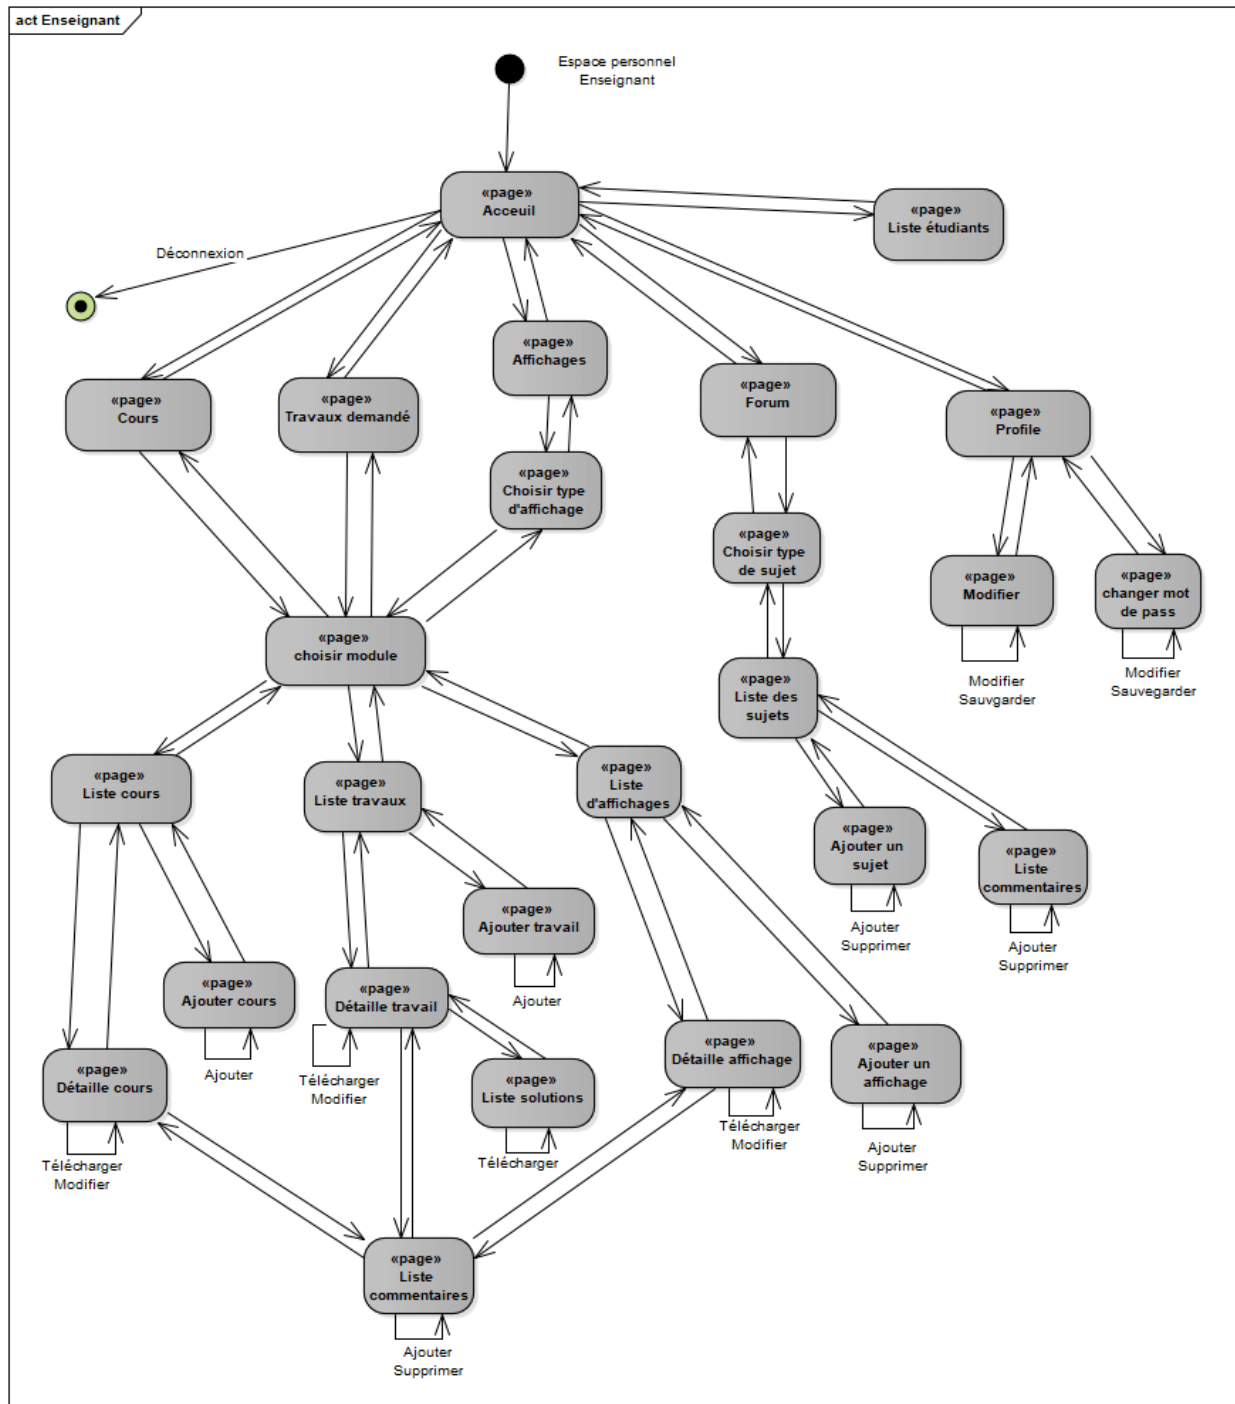 act Enseignant
Espace personnel
Enseignant
«page»
Acceuil
«page»
Liste étudiants
Déconnexion
«page»
Affichages
«page»
Cours
«page»
Travaux demandé
«page»
Forum
«page»
Profile
«page»
Choisir type
d'affichage
«page»
Choisir type
de sujet
«page»
Modifier
«page»
changer mot
de pass
Modifier
Sauvgarder
Modifier
Sauvegarder
«page»
choisir module
«page»
Liste des
sujets
«page»
Liste cours
«page»
Liste travaux
«page»
Liste
d'affichages
«page»
Ajouter un
sujet
«page»
Liste
commentaires
Ajouter
Supprimer
Ajouter
Supprimer
«page»
Ajouter travail
Ajouter
«page»
Ajouter cours
Ajouter
«page»
Détaille travail
Télécharger
Modifier
«page»
Détaille cours
Télécharger
Modifier
«page»
Liste solutions
Télécharger
«page»
Détaille affichage
Télécharger
Modifier
«page»
Ajouter un
affichage
Ajouter
Supprimer
«page»
Liste
commentaires
Ajouter
Supprimer